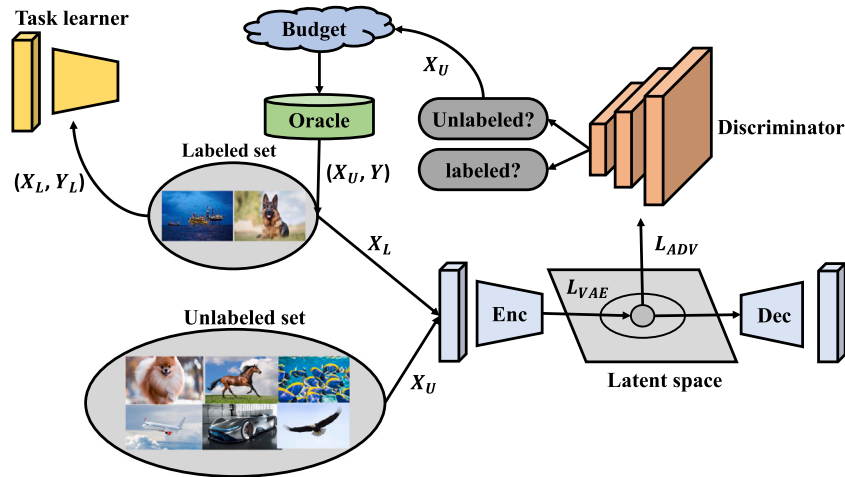 Task learner
Budget
X_U
Oracle
Unlabeled?
labeled?
Discriminator
Labeled set
(X_L, Y_L)
(X_U, Y)
X_L
L_ADV
L_VAE
Enc
Dec
Unlabeled set
X_U
Latent space